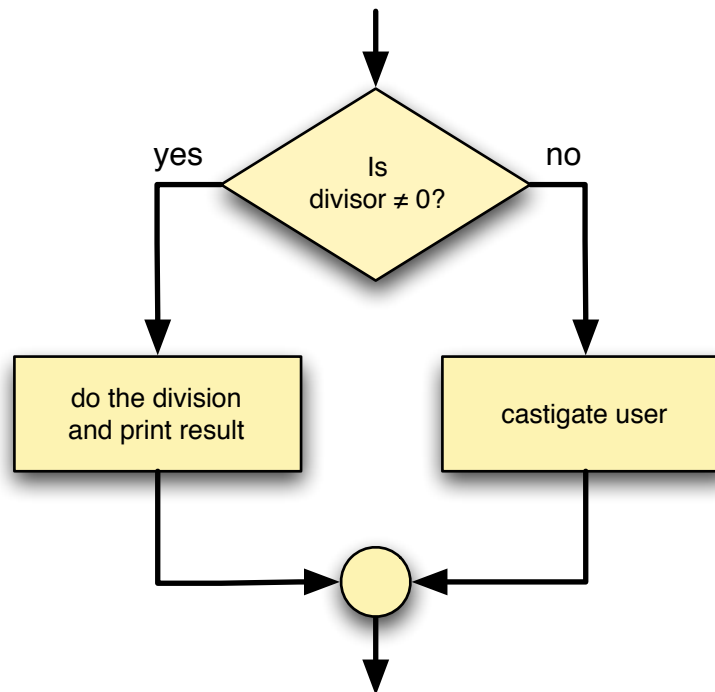 yes
no
Is
divisor ≠ 0?
do the division
and print result
castigate user